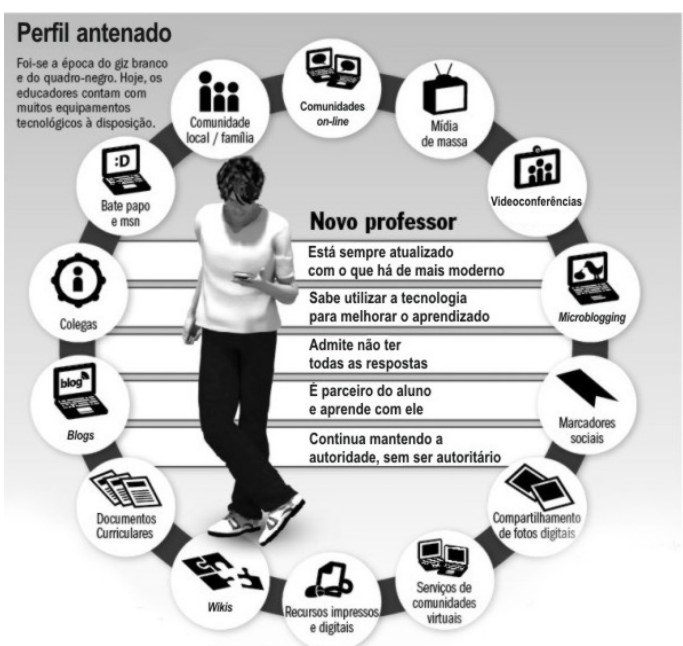 Perfil antenado
Foi-se a época do giz branco
e do quadro-negro. Hoje, os
educadores contam com
muitos equipamentos
tecnológicos à disposição.
Comunidade
local / família
Comunidades
on-line
Mídia
de massa
Videoconferências
:D
Bate papo
e msn
Novo professor
Está sempre atualizado
com o que há de mais moderno
Sabe utilizar a tecnologia
para melhorar o aprendizado
Admite não ter
todas as respostas
É parceiro do aluno
e aprende com ele
Continua mantendo a
autoridade, sem ser autoritário
Colegas
Microblogging
blog
Blogs
Marcadores
sociais
Documentos
Curriculares
Compartilhamento
de fotos digitais
Wikis
Recursos impressos
e digitais
Serviços de
comunidades
virtuais